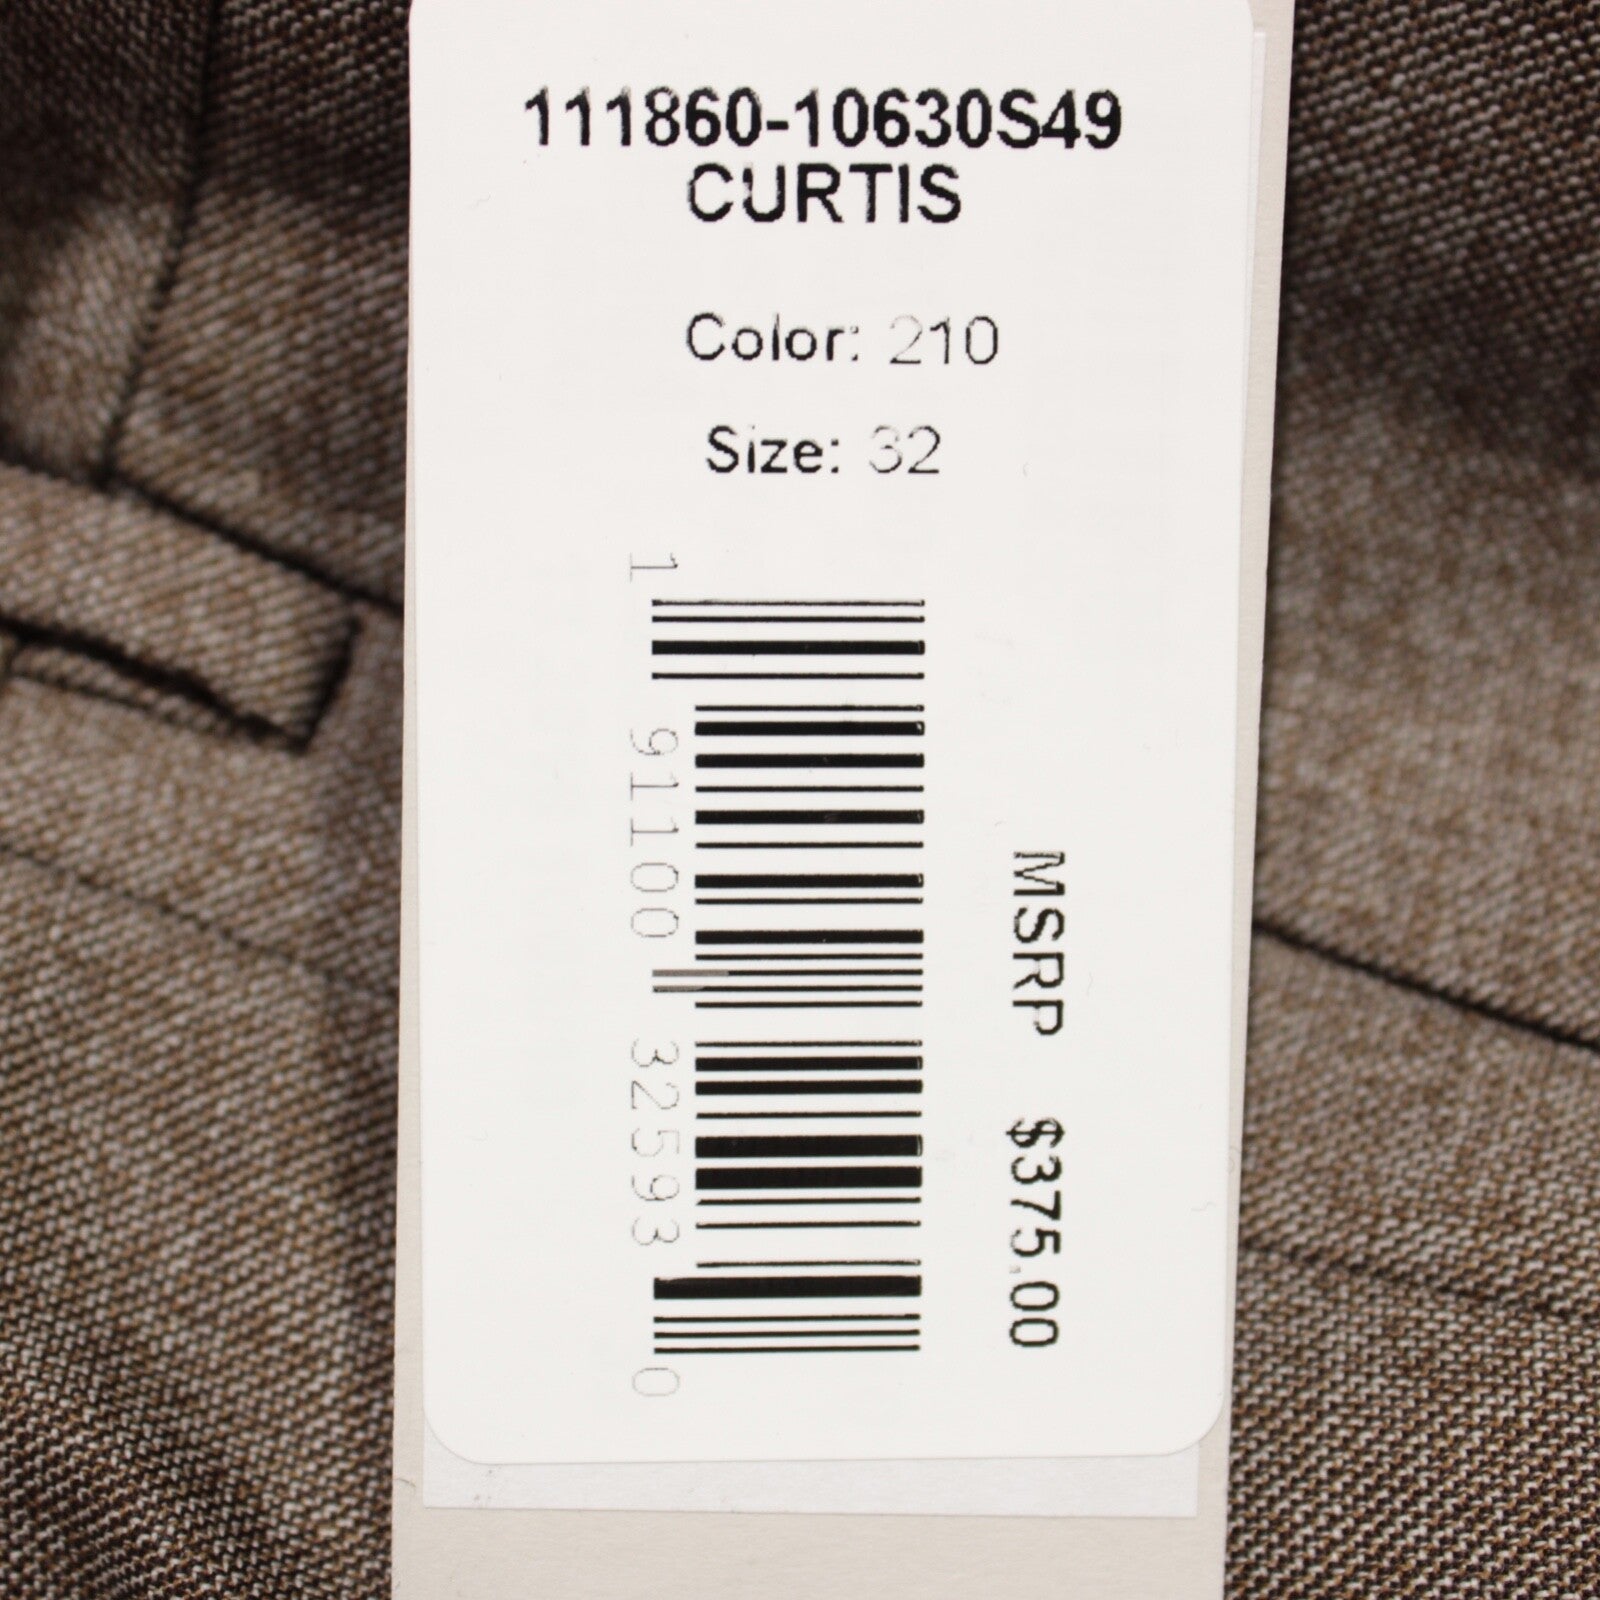 111860-10630S49
CURTIS
Color: 210
Size: 32
1 91100 32593 0
MSRP $375.00